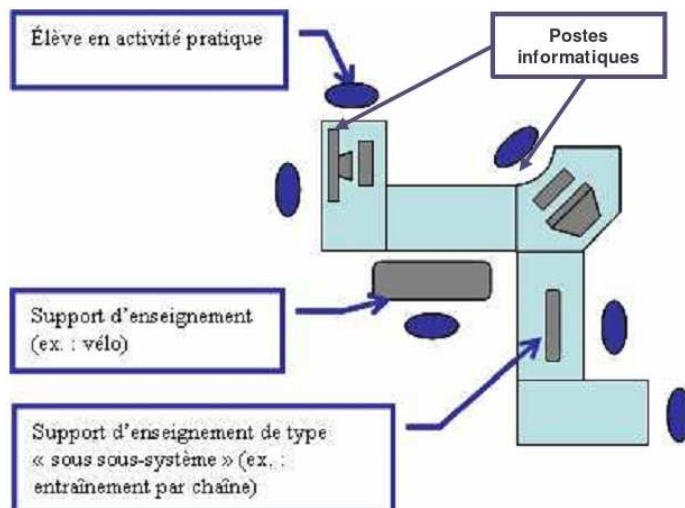 Élève en activité pratique
Postes
informatiques
Support d'enseignement
(ex. : vélo)
Support d'enseignement de type
« sous sous-système » (ex. :
entraînement par chaîne)